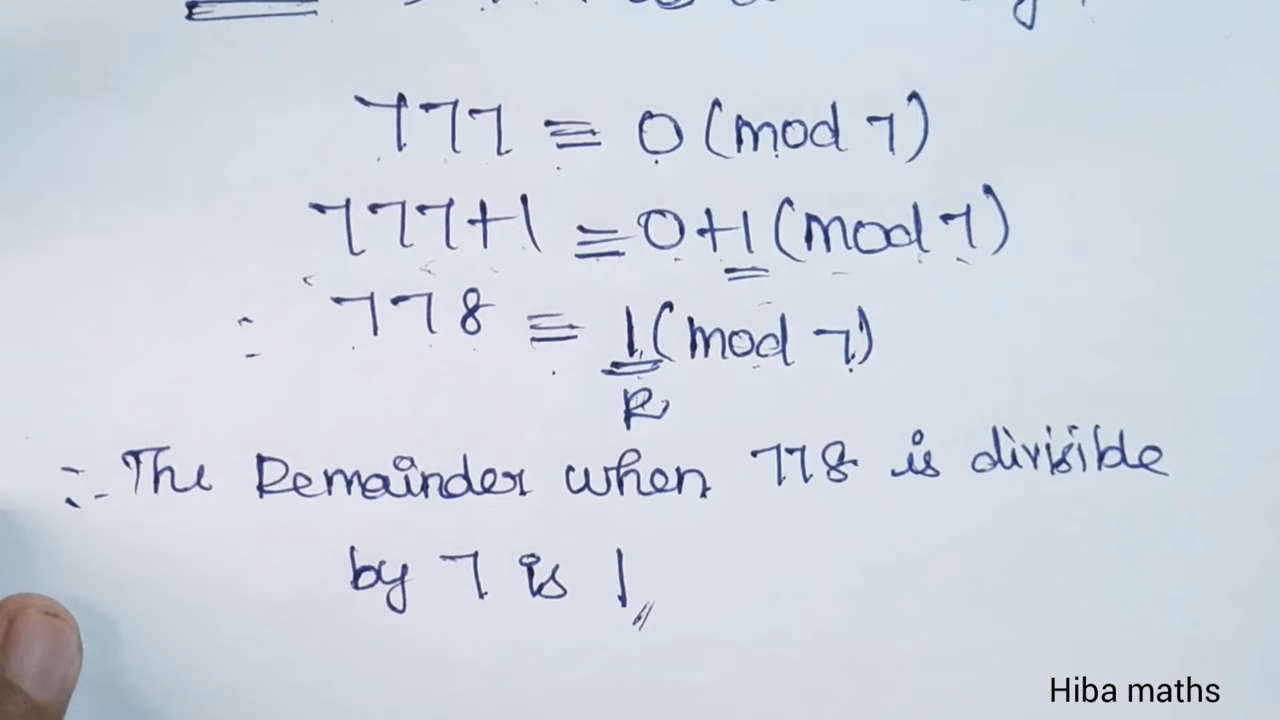 777 ≡ 0 (mod 7)
777+1 ≡ 0+1 (mod 7)
∴ 778 ≡ 1 (mod 7)
R
∴ The Remainder when 778 is divisible
by 7 is 1
Hiba maths